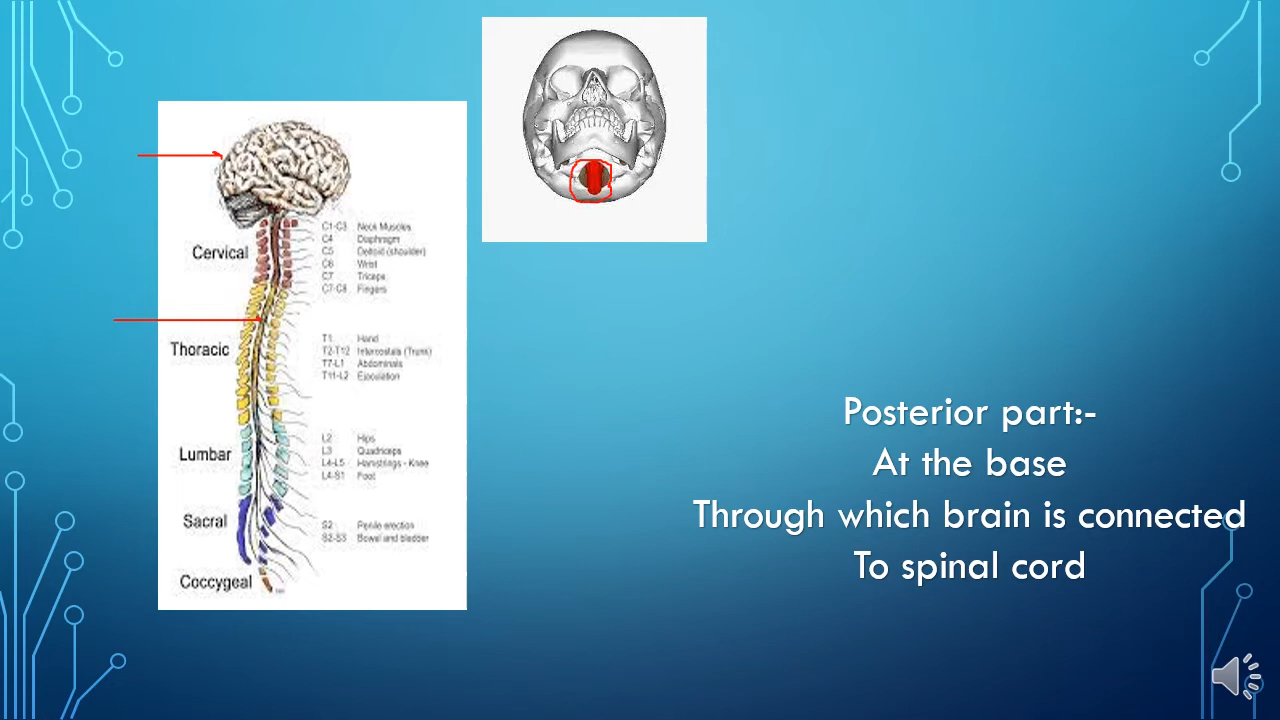 Cervical
C1-C3 Neck Muscles
C4 Diaphragm
C5 Deltoid (shoulder)
C6 Wrist
C7 Triceps
C7-C8 Fingers
Thoracic
T1 Hand
T2-T12 Intercostals (Trunk)
T7-L1 Abdominals
T11-L2 Ejaculation
Lumbar
L2 Hips
L3 Quadriceps
L4-L5 Hamstrings - Knee
L4-S1 Foot
Sacral
S2 Penile erection
S2-S3 Bowel and bladder
Coccygeal
Posterior part:-
At the base
Through which brain is connected
To spinal cord